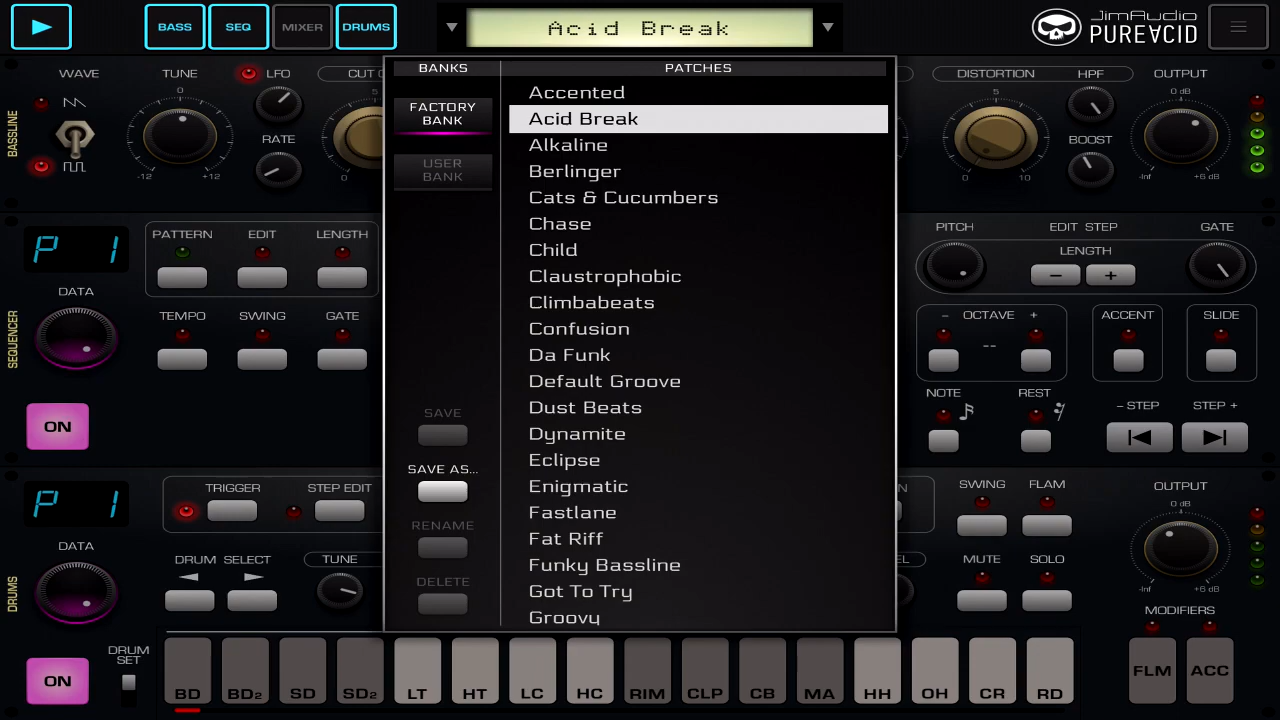 BASS
SEQ
MIXER
DRUMS
Acid Break
JimAudio
PUREACID
BANKS
PATCHES
FACTORY
BANK
USER
BANK
Accented
Acid Break
Alkaline
Berlinger
Cats & Cucumbers
Chase
Child
Claustrophobic
Climbabeats
Confusion
Da Funk
Default Groove
Dust Beats
Dynamite
Eclipse
Enigmatic
Fastlane
Fat Riff
Funky Bassline
Got To Try
Groovy
SAVE
SAVE AS...
RENAME
DELETE
BASSLINE
WAVE
TUNE
0
-12
+12
LFO
RATE
CUT
5
0
DISTORTION
5
0
10
HPF
BOOST
OUTPUT
0 dB
-Inf
+6 dB
SEQUENCER
P 1
DATA
ON
PATTERN
EDIT
LENGTH
TEMPO
SWING
GATE
PITCH
EDIT STEP
LENGTH
- +
GATE
- OCTAVE +
--
ACCENT
SLIDE
NOTE
REST
- STEP
STEP +
DRUMS
P 1
DATA
ON
TRIGGER
STEP EDIT
DRUM SELECT
TUNE
SWING
FLAM
MUTE
SOLO
OUTPUT
0 dB
-Inf
+6 dB
MODIFIERS
FLM
ACC
DRUM
SET
BD
BD2
SD
SD2
LT
HT
LC
HC
RIM
CLP
CB
MA
HH
OH
CR
RD